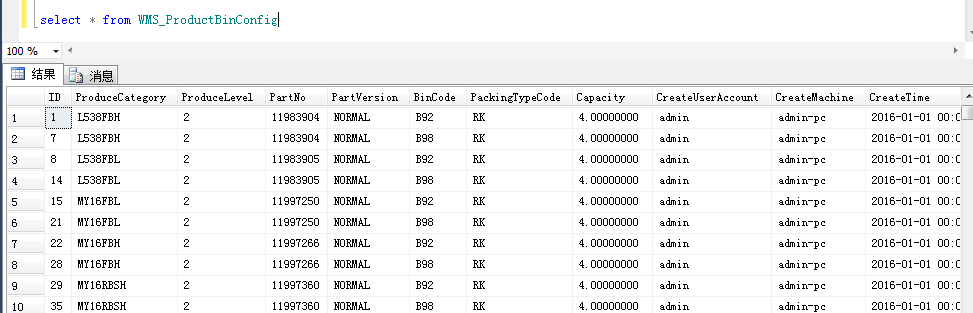 select * from WMS_ProductBinConfig
100 %
结果 消息
ID ProduceCategory ProduceLevel PartNo PartVersion BinCode PackingTypeCode Capacity CreateUserAccount CreateMachine CreateTime
1 1 L538FBH 2 11983904 NORMAL B92 RK 4.00000000 admin admin-pc 2016-01-01 00:0
2 7 L538FBH 2 11983904 NORMAL B98 RK 4.00000000 admin admin-pc 2016-01-01 00:0
3 8 L538FBL 2 11983905 NORMAL B92 RK 4.00000000 admin admin-pc 2016-01-01 00:0
4 14 L538FBL 2 11983905 NORMAL B98 RK 4.00000000 admin admin-pc 2016-01-01 00:0
5 15 MY16FBL 2 11997250 NORMAL B92 RK 4.00000000 admin admin-pc 2016-01-01 00:0
6 21 MY16FBL 2 11997250 NORMAL B98 RK 4.00000000 admin admin-pc 2016-01-01 00:0
7 22 MY16FBH 2 11997266 NORMAL B92 RK 4.00000000 admin admin-pc 2016-01-01 00:0
8 28 MY16FBH 2 11997266 NORMAL B98 RK 4.00000000 admin admin-pc 2016-01-01 00:0
9 29 MY16RBSH 2 11997360 NORMAL B92 RK 4.00000000 admin admin-pc 2016-01-01 00:0
10 35 MY16RBSH 2 11997360 NORMAL B98 RK 4.00000000 admin admin-pc 2016-01-01 00:0